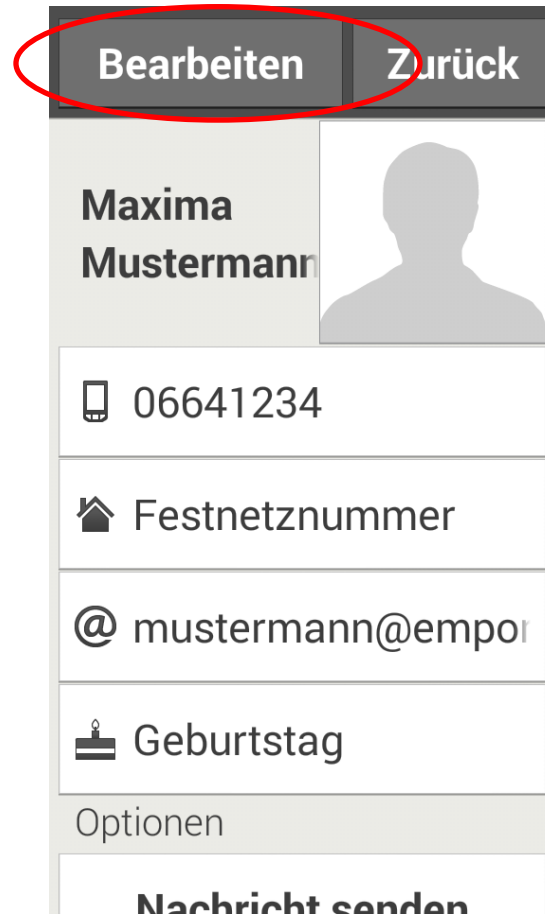 Bearbeiten Zurück
Maxima
Mustermann
06641234
Festnetznummer
@ mustermann@empor
Geburtstag
Optionen
Nachricht senden